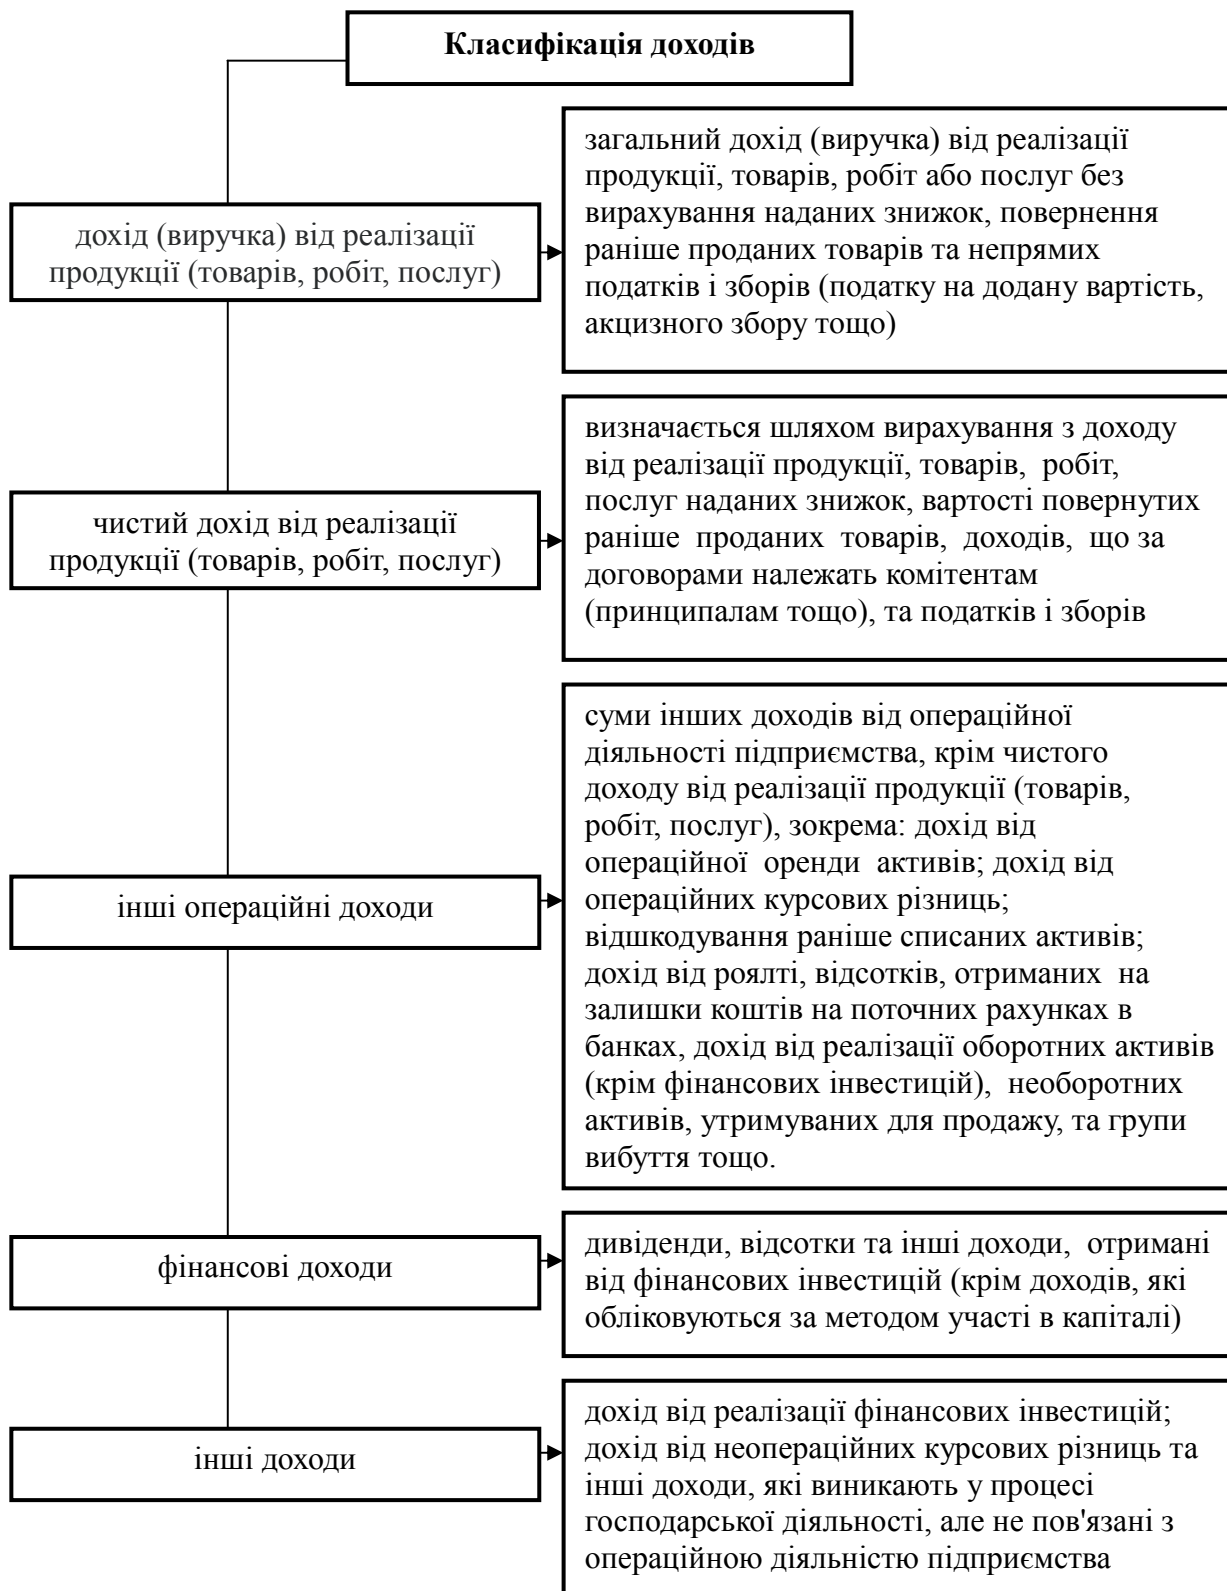 Класифікація доходів
дохід (виручка) від реалізації
продукції (товарів, робіт, послуг)
загальний дохід (виручка) від реалізації
продукції, товарів, робіт або послуг без
вирахування наданих знижок, повернення
раніше проданих товарів та непрямих
податків і зборів (податку на додану вартість,
акцизного збору тощо)
чистий дохід від реалізації
продукції (товарів, робіт, послуг)
визначається шляхом вирахування з доходу
від реалізації продукції, товарів, робіт,
послуг наданих знижок, вартості повернутих
раніше проданих товарів, доходів, що за
договорами належать комітентам
(принципалам тощо), та податків і зборів
інші операційні доходи
суми інших доходів від операційної
діяльності підприємства, крім чистого
доходу від реалізації продукції (товарів,
робіт, послуг), зокрема: дохід від
операційної оренди активів; дохід від
операційних курсових різниць;
відшкодування раніше списаних активів;
дохід від роялті, відсотків, отриманих на
залишки коштів на поточних рахунках в
банках, дохід від реалізації оборотних активів
(крім фінансових інвестицій), необоротних
активів, утримуваних для продажу, та групи
вибуття тощо.
фінансові доходи
дивіденди, відсотки та інші доходи, отримані
від фінансових інвестицій (крім доходів, які
обліковуються за методом участі в капіталі)
інші доходи
дохід від реалізації фінансових інвестицій;
дохід від неопераційних курсових різниць та
інші доходи, які виникають у процесі
господарської діяльності, але не пов'язані з
операційною діяльністю підприємства